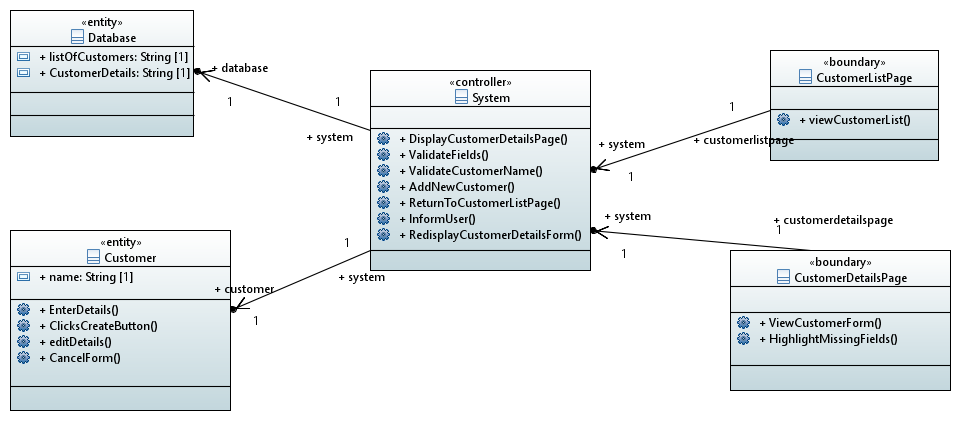 «entity»
Database
+ listOfCustomers: String [1]
+ CustomerDetails: String [1]
+ database
1
1
+ system
«controller»
System
+ DisplayCustomerDetailsPage()
+ ValidateFields()
+ ValidateCustomerName()
+ AddNewCustomer()
+ ReturnToCustomerListPage()
+ InformUser()
+ RedisplayCustomerDetailsForm()
«boundary»
CustomerListPage
+ viewCustomerList()
1
+ customerlistpage
+ system
1
+ system
1
+ customerdetailspage
1
«boundary»
CustomerDetailsPage
+ ViewCustomerForm()
+ HighlightMissingFields()
«entity»
Customer
+ name: String [1]
+ EnterDetails()
+ ClicksCreateButton()
+ editDetails()
+ CancelForm()
1
+ system
+ customer
1